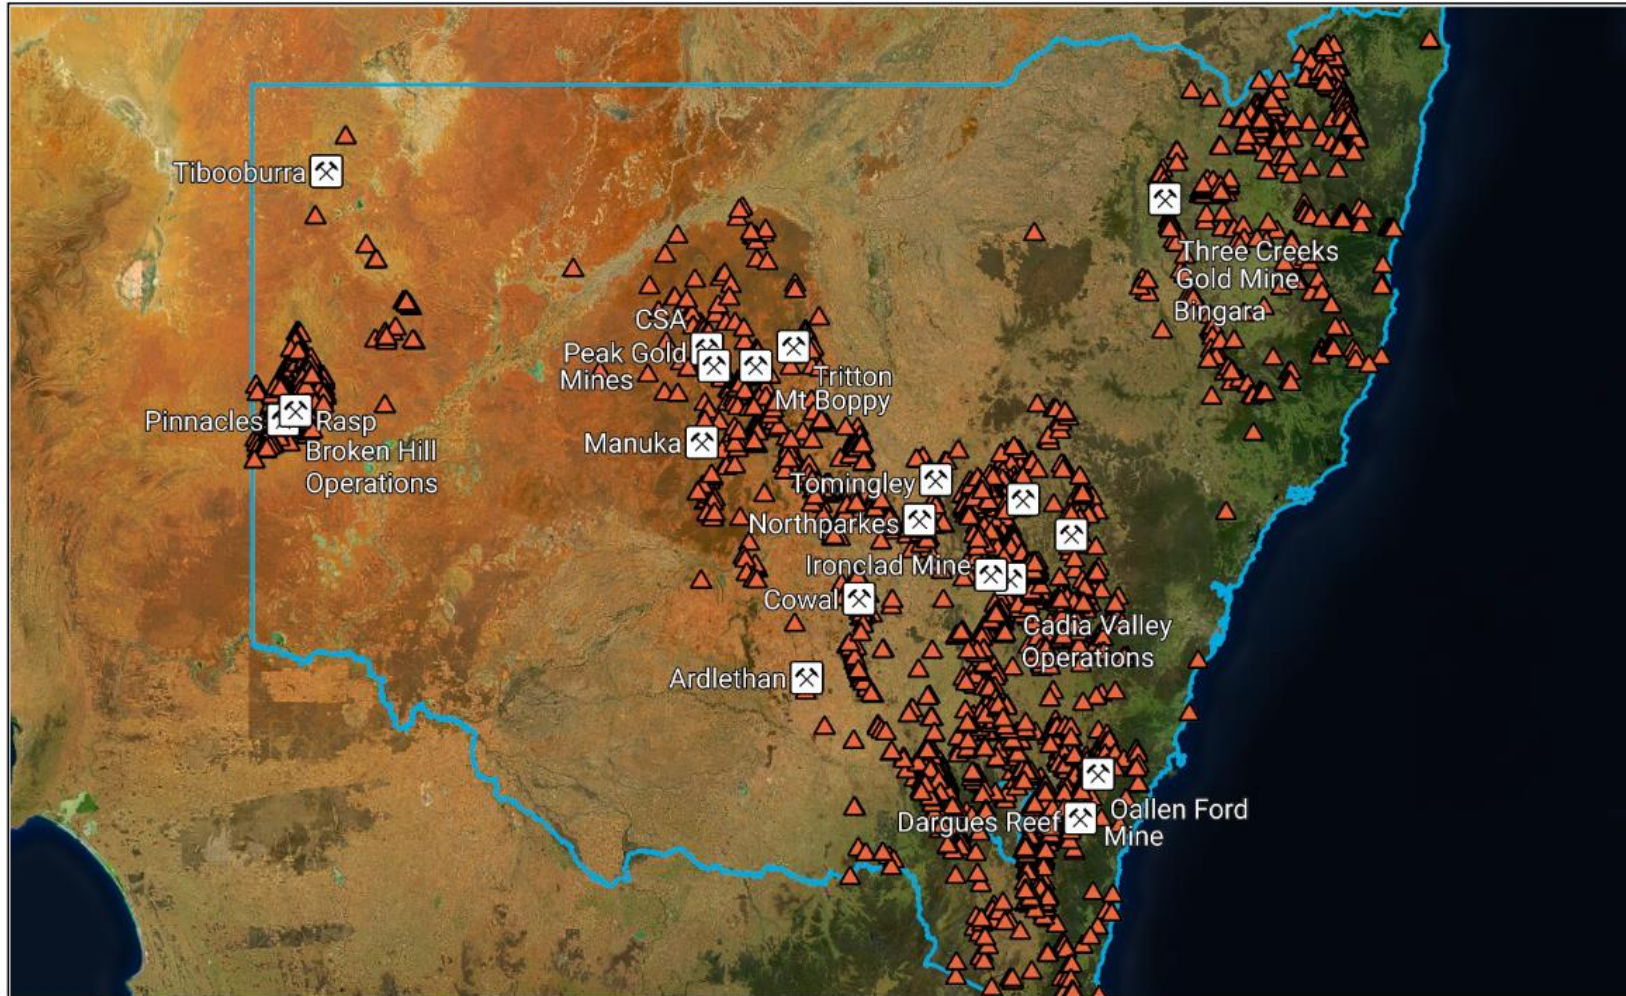 Tibooburra
Three Creeks
Gold Mine
Bingara
CSA
Peak Gold
Mines
Tritton
Mt Boppy
Pinnacles
Rasp
Broken Hill
Operations
Manuka
Tomingley
Northparkes
Ironclad Mine
Cowal
Cadia Valley
Operations
Ardlethan
Dargues Reef
Oallen Ford
Mine